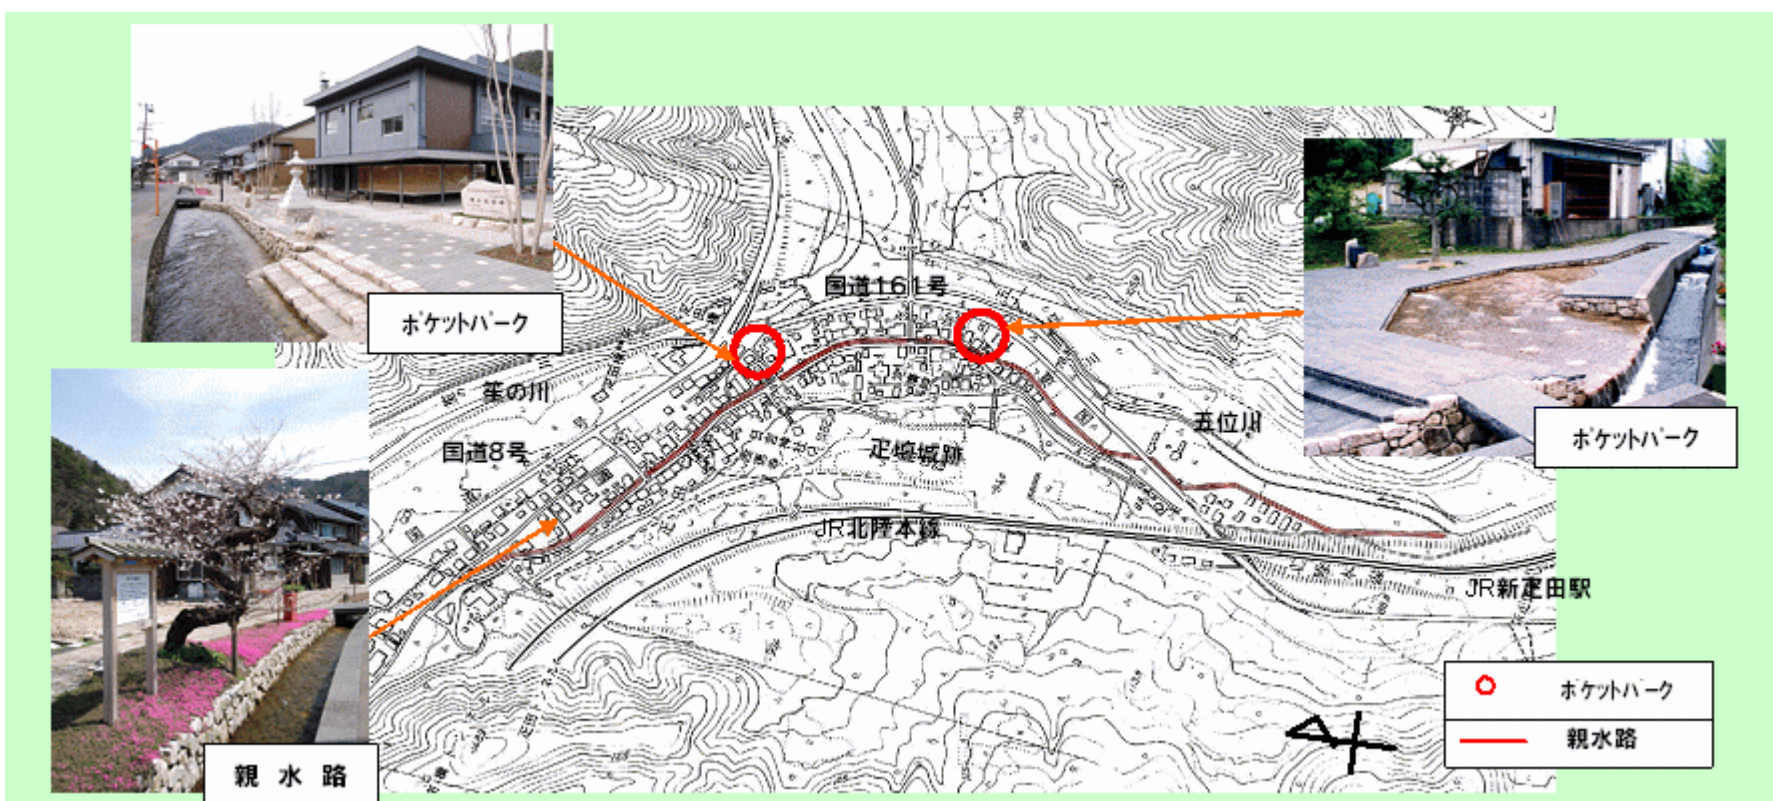 ポケットパーク
国道161号
笙の川
国道8号
疋壇城跡
五位川
ポケットパーク
JR北陸本線
JR新疋田駅
親水路
ポケットパーク
親水路